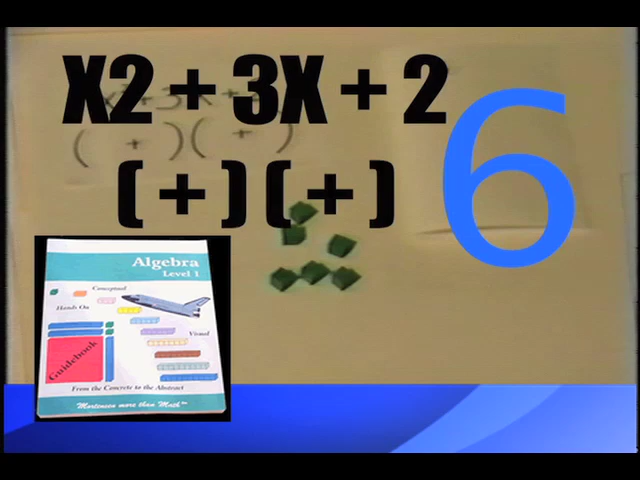 X2 + 3X + 2
( + ) ( + )
6
( + ) ( + )
Algebra
Level 1
Conceptual
Hands On
Visual
Guidebook
From the Concrete to the Abstract
Mortensen more than Math™